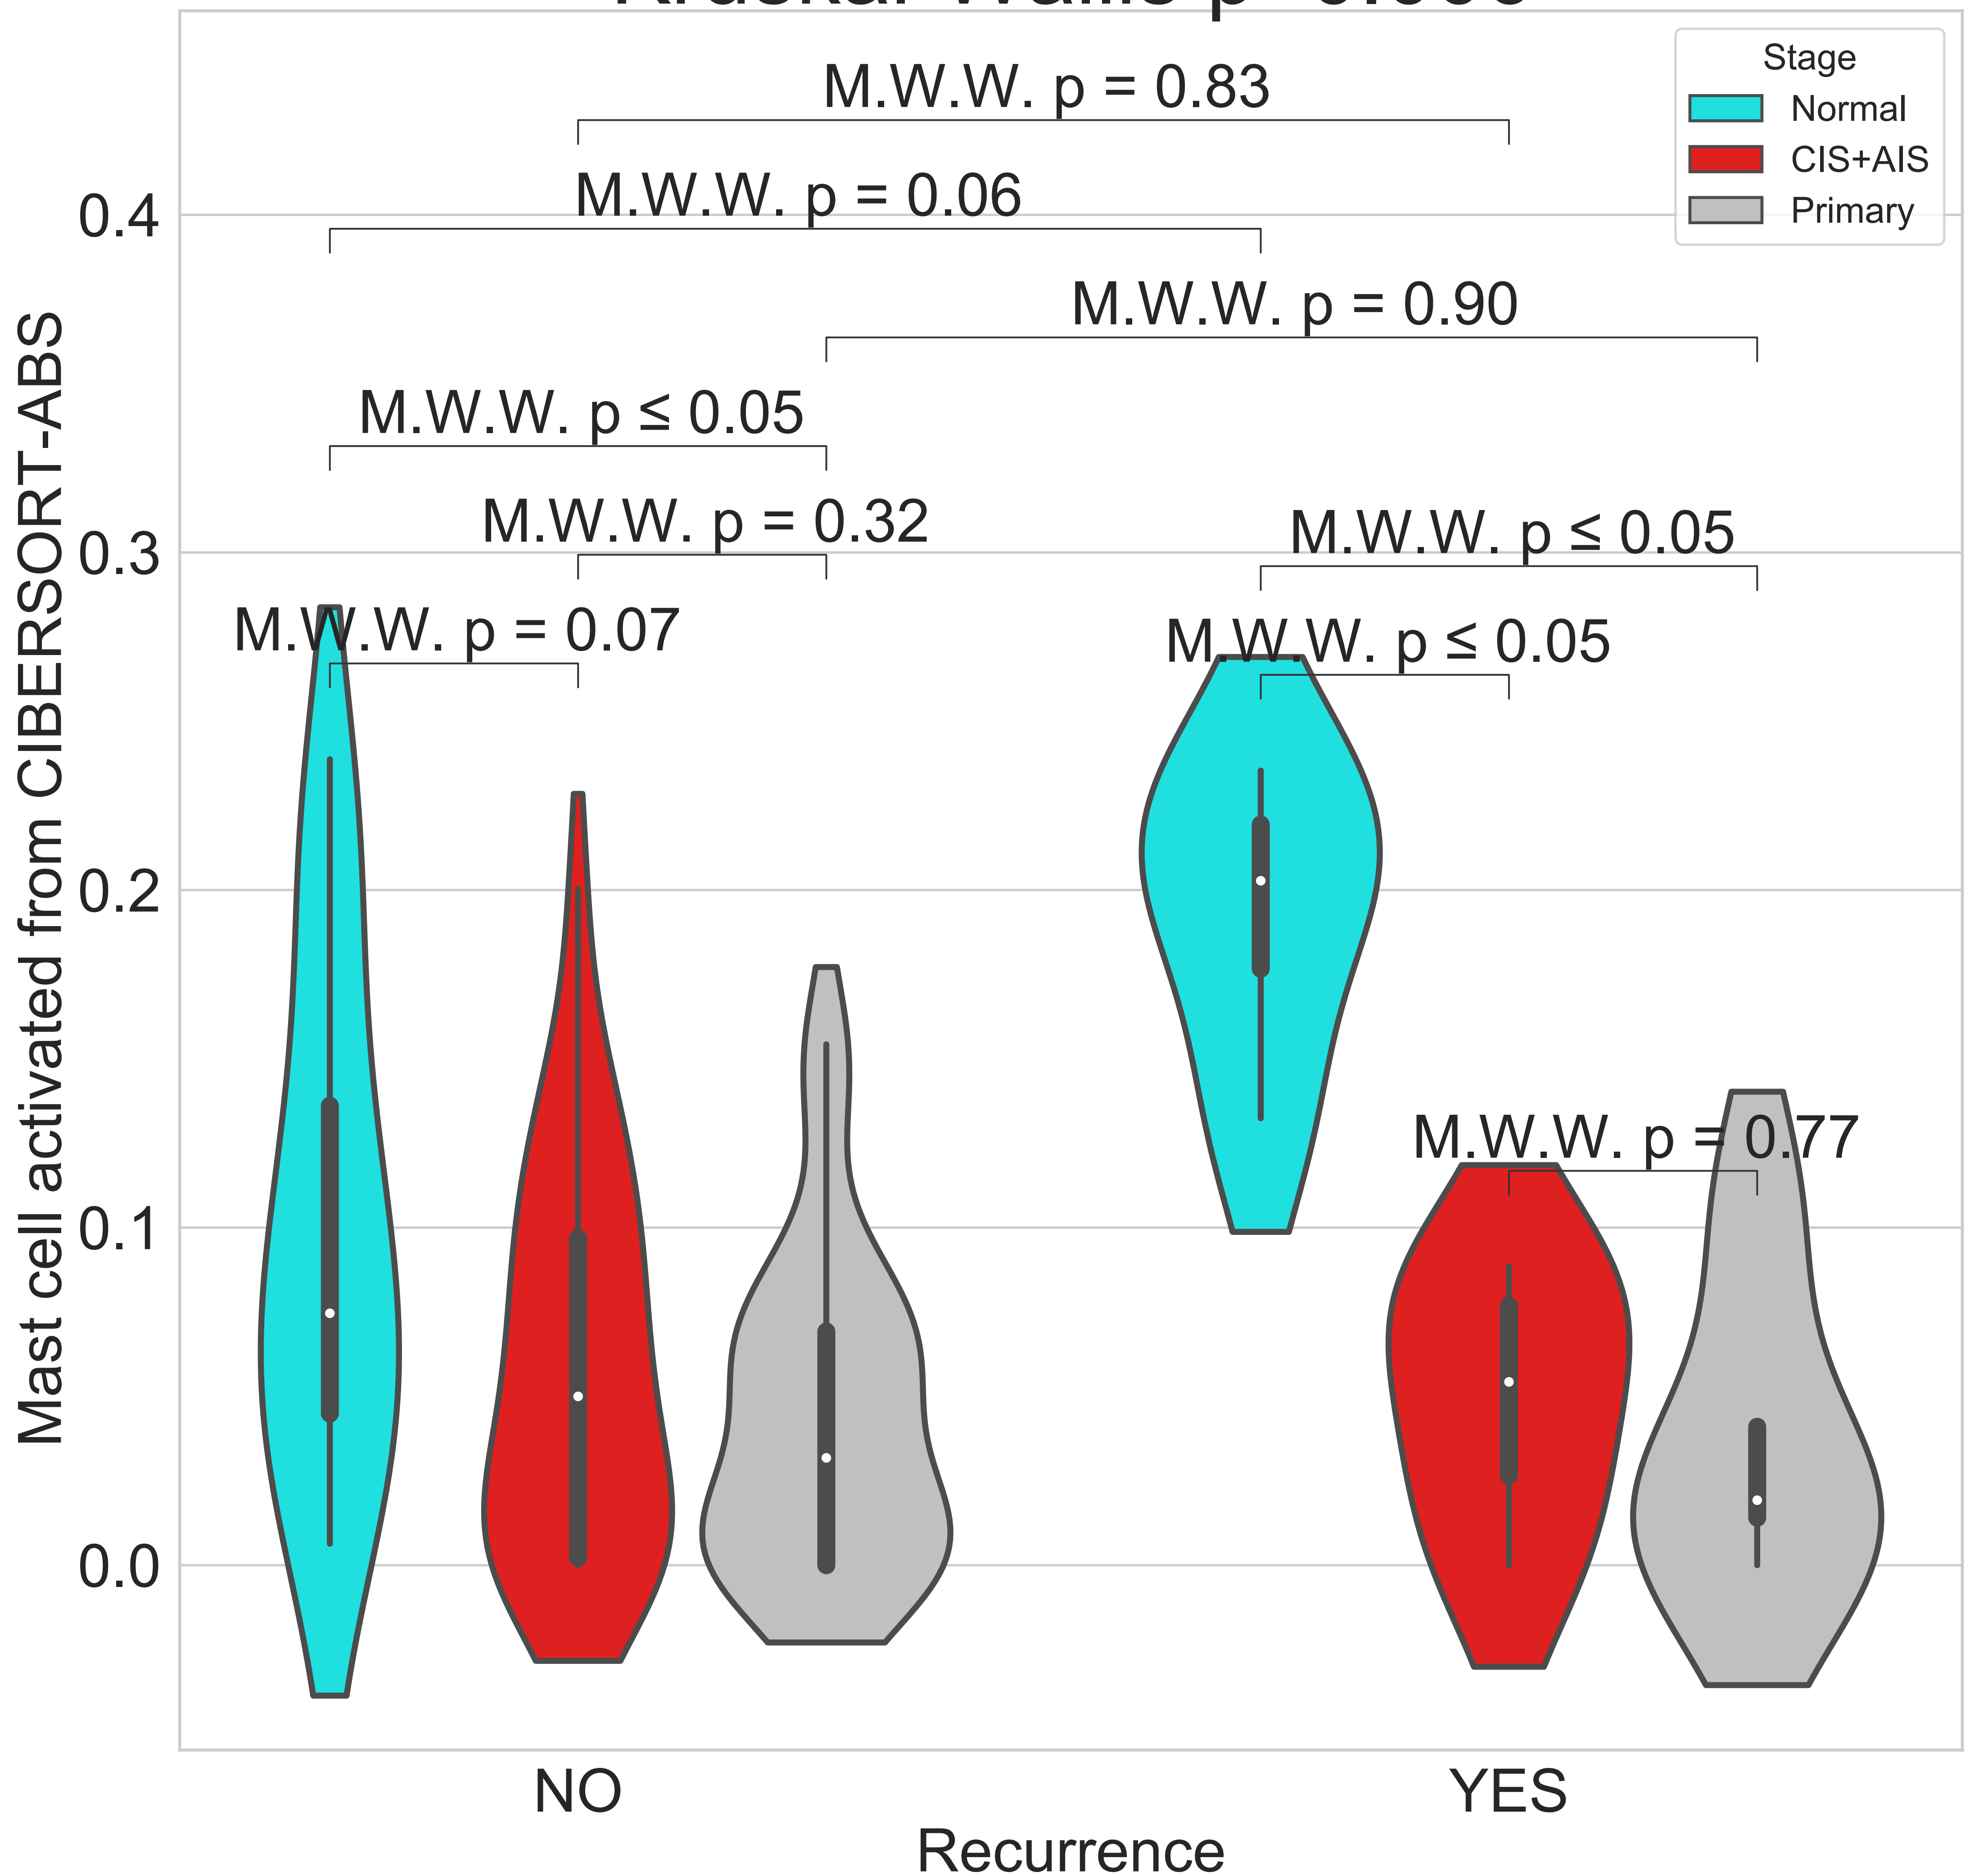 Stage
Normal
CIS+AIS
Primary
M.W.W. p = 0.83
M.W.W. p = 0.06
M.W.W. p = 0.90
M.W.W. p ≤ 0.05
M.W.W. p = 0.32
M.W.W. p ≤ 0.05
M.W.W. p = 0.07
M.W.W. p ≤ 0.05
M.W.W. p = 0.77
Mast cell activated from CIBERSORT-ABS
0.4
0.3
0.2
0.1
0.0
NO
YES
Recurrence